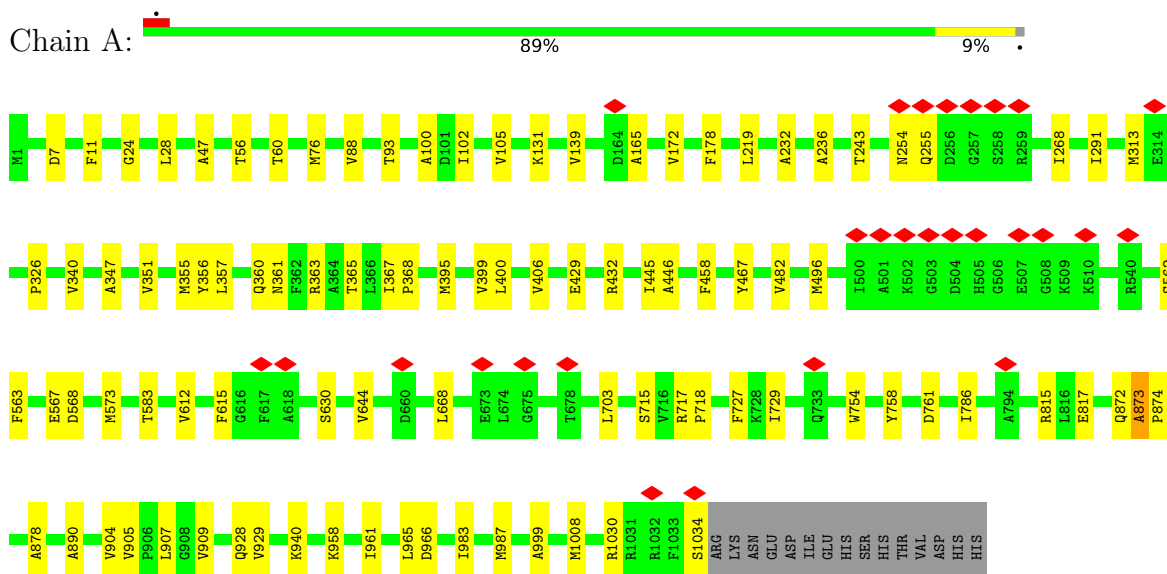 Chain A:
89% 9%
M1 D7 F11 G24 L28 A47 T56 T60 M76 V88 T93 A100 D101 I102 V105 K131 V139 D164 A165 V172 F178 L219 A232 A236 T243 N254 Q255 D256 G257 S258 R259 I268 I291 M313 E314
P326 V340 A347 V351 M355 Y356 L357 Q360 N361 F362 R363 A364 T365 L366 I367 P368 M395 V399 L400 V406 E429 R432 I445 A446 F458 Y467 V482 M496 I500 A501 K502 G503 D504 H505 G506 E507 G508 K509 K510 R540
F563 E567 D568 M573 T583 V612 F615 G616 F617 A618 S630 V644 D660 L668 E673 L674 G675 T678 L703 S715 V716 R717 P718 F727 K728 I729 Q733 W754 Y758 D761 I786 A794 R815 L816 E817 Q872 A873 P874
A878 A890 V904 V905 P906 L907 G908 V909 Q928 V929 K940 K958 I961 L965 D966 I983 M987 A999 M1008 R1030 R1031 R1032 F1033 S1034 ARG LYS ASN GLU ASP ILE GLU HIS SER HIS THR VAL ASP HIS HIS